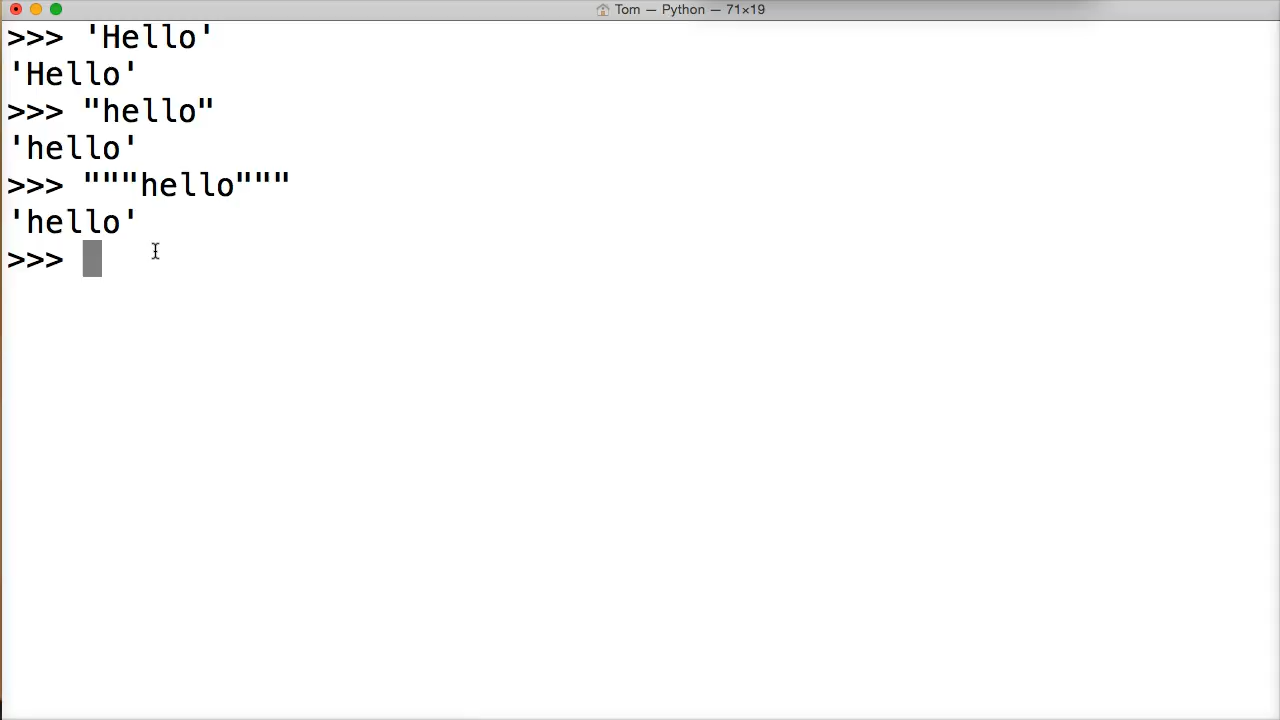 Tom — Python — 71×19
>>> 'Hello'
'Hello'
>>> "hello"
'hello'
>>> """hello"""
'hello'
>>>